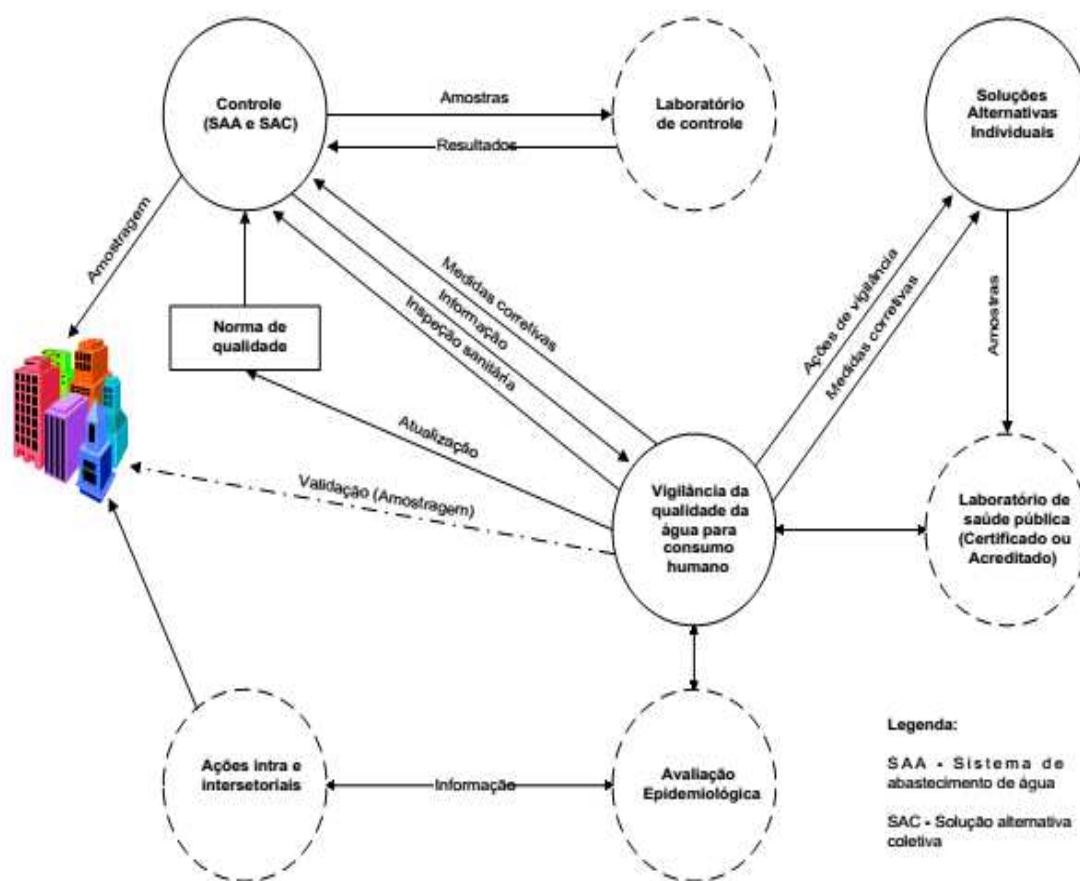 Controle
(SAA e SAC)
Amostras
Resultados
Laboratório
de controle
Soluções
Alternativas
Individuais
Amostragem
Norma de
qualidade
Medidas corretivas
Informação
Inspeção sanitária
Ações de vigilância
Medidas corretivas
Amostras
Atualização
Validação (Amostragem)
Vigilância da
qualidade da
água para
consumo
humano
Laboratório de
saúde pública
(Certificado ou
Acreditado)
Ações intra e
intersetoriais
Informação
Avaliação
Epidemiológica
Legenda:
SAA - Sistema de
abastecimento de água
SAC - Solução alternativa
coletiva